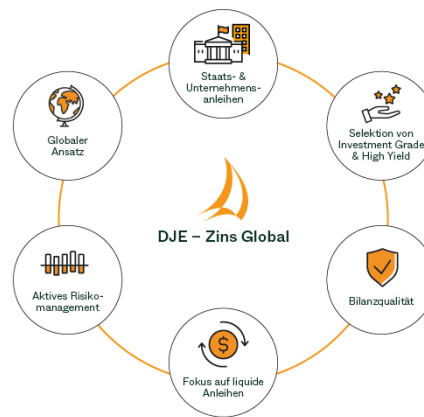 Staats- &
Unternehmens-
anleihen
Globaler
Ansatz
Selektion von
Investment Grade
& High Yield
DJE – Zins Global
Aktives Risiko-
management
Bilanzqualität
$
Fokus auf liquide
Anleihen